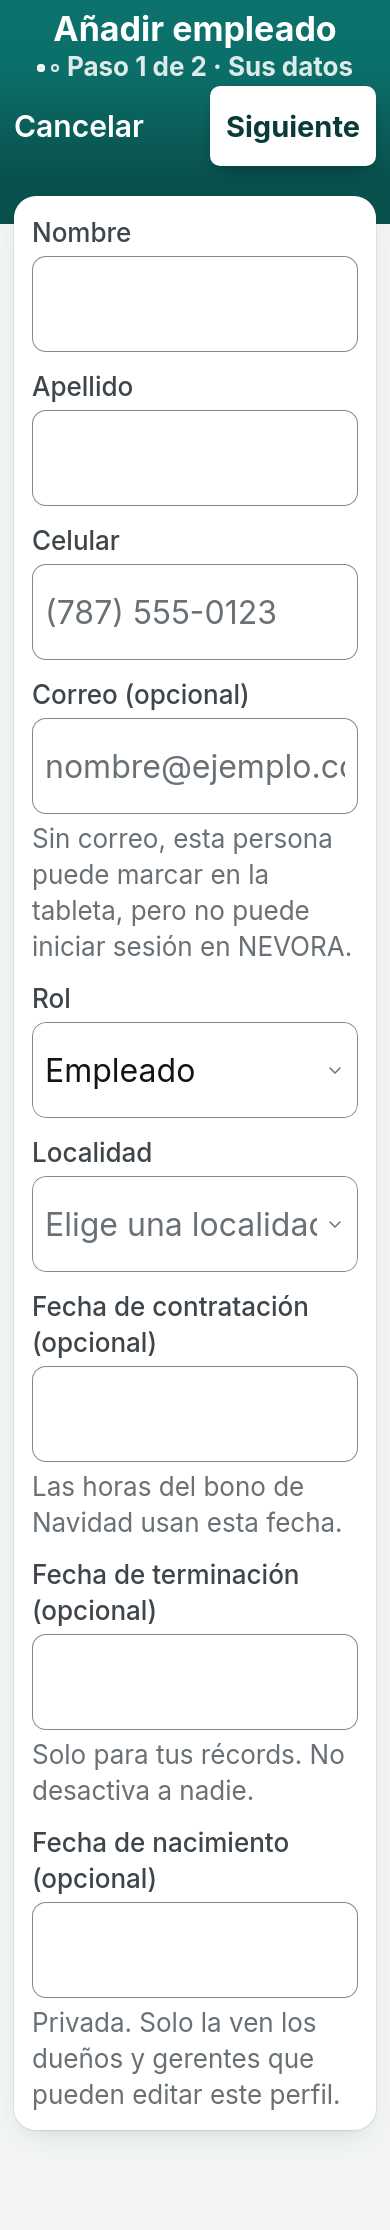 Añadir empleado
Paso 1 de 2 · Sus datos
Cancelar
Siguiente
Nombre
Apellido
Celular
(787) 555-0123
Correo (opcional)
nombre@ejemplo.co
Sin correo, esta persona
puede marcar en la
tableta, pero no puede
iniciar sesión en NEVORA.
Rol
Empleado
Localidad
Elige una localidad
Fecha de contratación
(opcional)
Las horas del bono de
Navidad usan esta fecha.
Fecha de terminación
(opcional)
Solo para tus récords. No
desactiva a nadie.
Fecha de nacimiento
(opcional)
Privada. Solo la ven los
dueños y gerentes que
pueden editar este perfil.